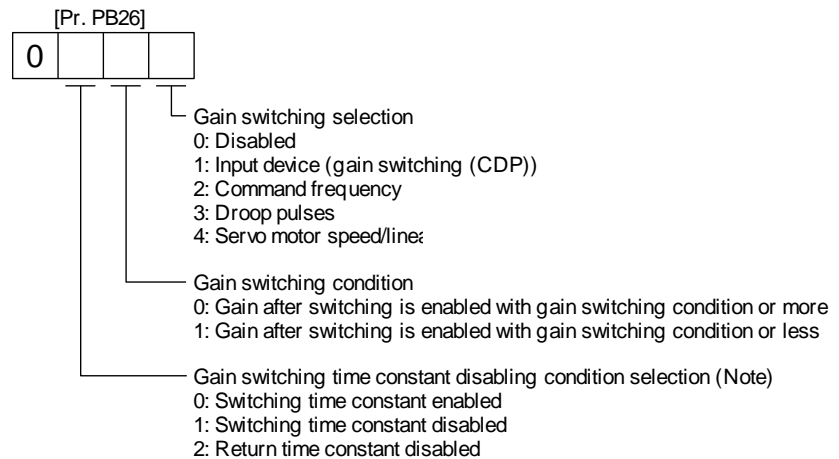 [Pr. PB26]
0
Gain switching selection
0: Disabled
1: Input device (gain switching (CDP))
2: Command frequency
3: Droop pulses
4: Servo motor
Gain switching condition
0: Gain after switching is enabled with gain switching condition or more
1: Gain after switching is enabled with gain switching condition or less
Gain switching time constant disabling condition selection (Note)
0: Switching time constant enabled
1: Switching time constant disabled
2: Return time constant disabled